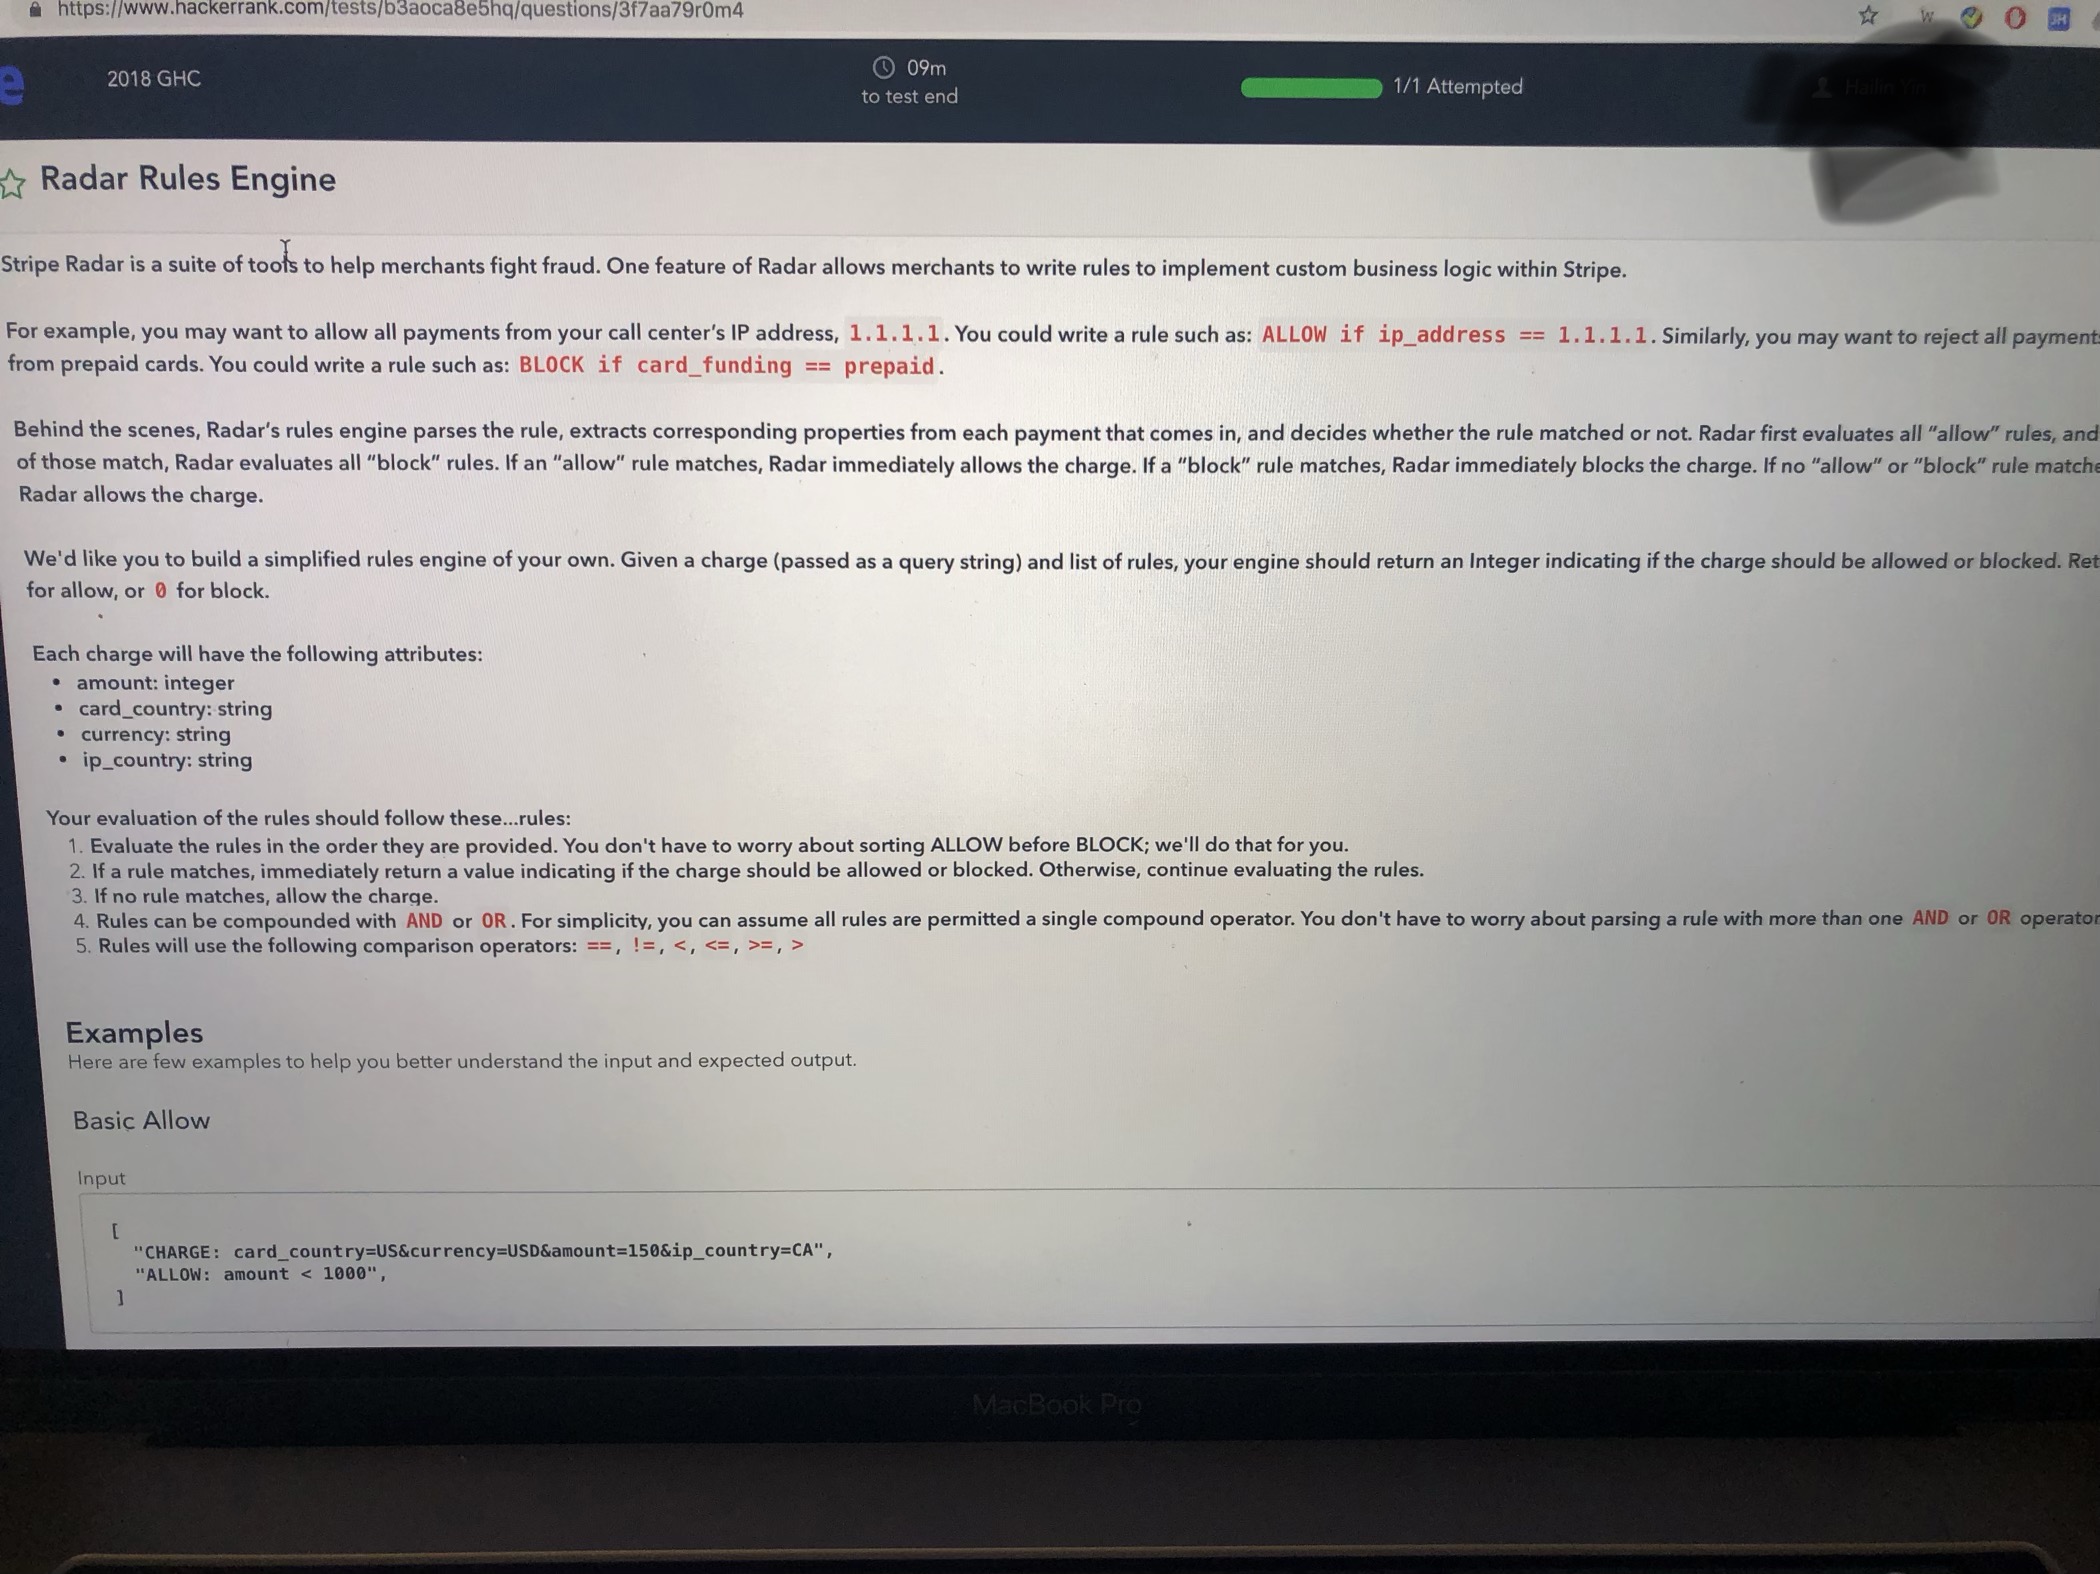 https://www.hackerrank.com/tests/b3aoca8e5hq/questions/3f7aa79r0m4
e
2018 GHC
09m
to test end
1/1 Attempted
Radar Rules Engine
Stripe Radar is a suite of tools to help merchants fight fraud. One feature of Radar allows merchants to write rules to implement custom business logic within Stripe.
For example, you may want to allow all payments from your call center's IP address, 1.1.1.1. You could write a rule such as: ALLOW if ip_address == 1.1.1.1. Similarly, you may want to reject all payments
from prepaid cards. You could write a rule such as: BLOCK if card_funding == prepaid.
Behind the scenes, Radar's rules engine parses the rule, extracts corresponding properties from each payment that comes in, and decides whether the rule matched or not. Radar first evaluates all "allow" rules, and
of those match, Radar evaluates all "block" rules. If an "allow" rule matches, Radar immediately allows the charge. If a "block" rule matches, Radar immediately blocks the charge. If no "allow" or "block" rule matche
Radar allows the charge.
We'd like you to build a simplified rules engine of your own. Given a charge (passed as a query string) and list of rules, your engine should return an Integer indicating if the charge should be allowed or blocked. Ret
for allow, or 0 for block.
Each charge will have the following attributes:
• amount: integer
• card_country: string
• currency: string
• ip_country: string
Your evaluation of the rules should follow these...rules:
1. Evaluate the rules in the order they are provided. You don't have to worry about sorting ALLOW before BLOCK; we'll do that for you.
2. If a rule matches, immediately return a value indicating if the charge should be allowed or blocked. Otherwise, continue evaluating the rules.
3. If no rule matches, allow the charge.
4. Rules can be compounded with AND or OR. For simplicity, you can assume all rules are permitted a single compound operator. You don't have to worry about parsing a rule with more than one AND or OR operator
5. Rules will use the following comparison operators: ==, !=, <, <=, >=, >
Examples
Here are few examples to help you better understand the input and expected output.
Basic Allow
Input
[
"CHARGE: card_country=US&currency=USD&amount=150&ip_country=CA",
"ALLOW: amount < 1000",
]
MacBook Pro